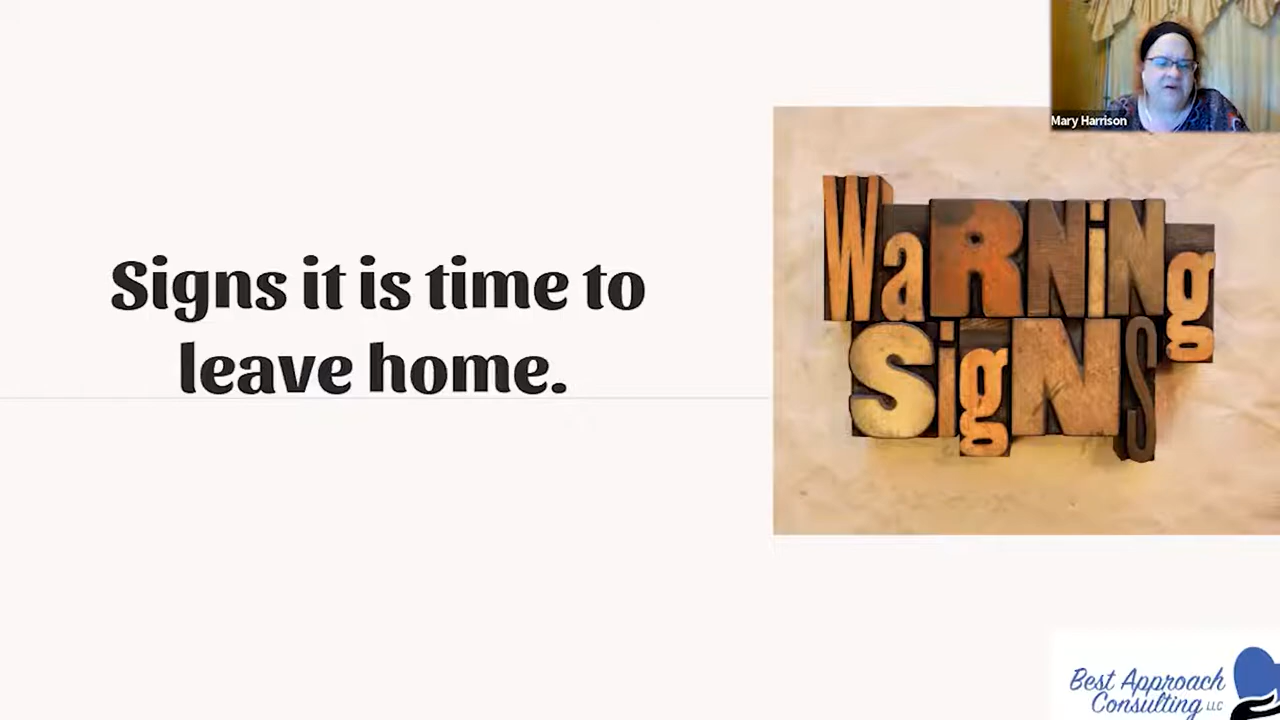 Mary Harrison
Signs it is time to
leave home.
WaRNiNg
SigNS
Best Approach
Consulting LLC